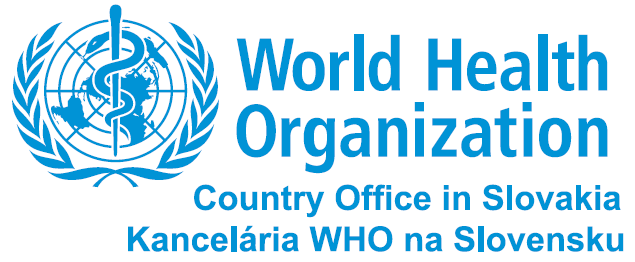 World Health
Organization
Country Office in Slovakia
Kancelária WHO na Slovensku